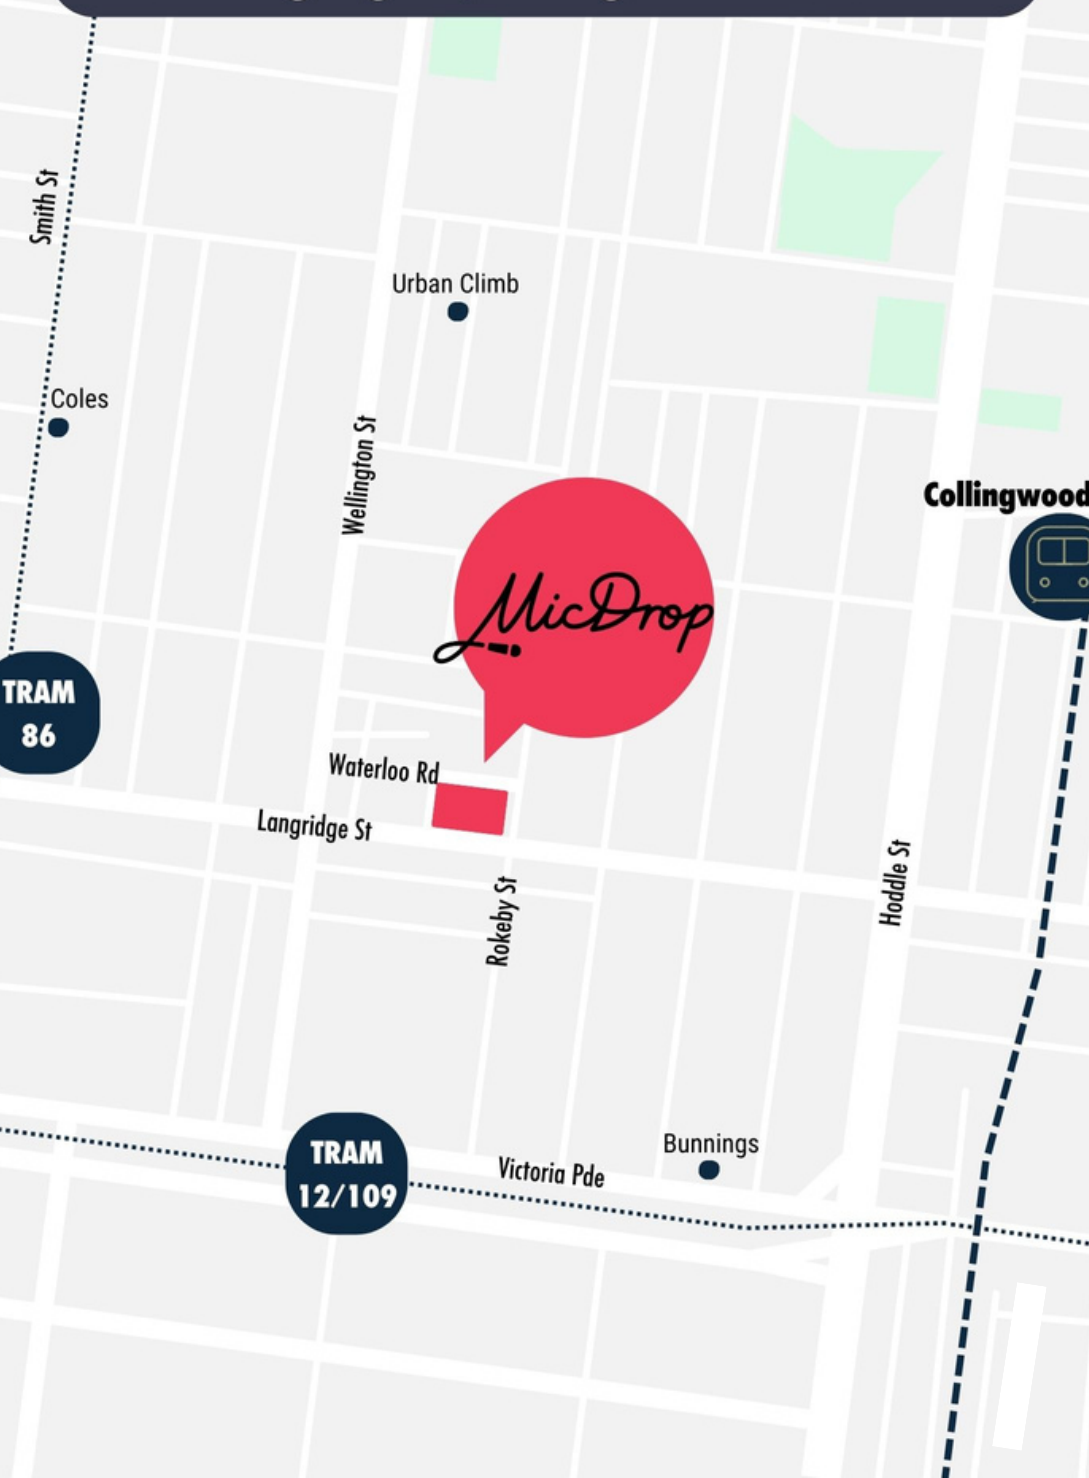 Smith St
Urban Climb
Coles
Wellington St
Collingwood
MicDrop
TRAM
86
Waterloo Rd
Langridge St
Hoddle St
Rokeby St
Bunnings
TRAM
12/109
Victoria Pde